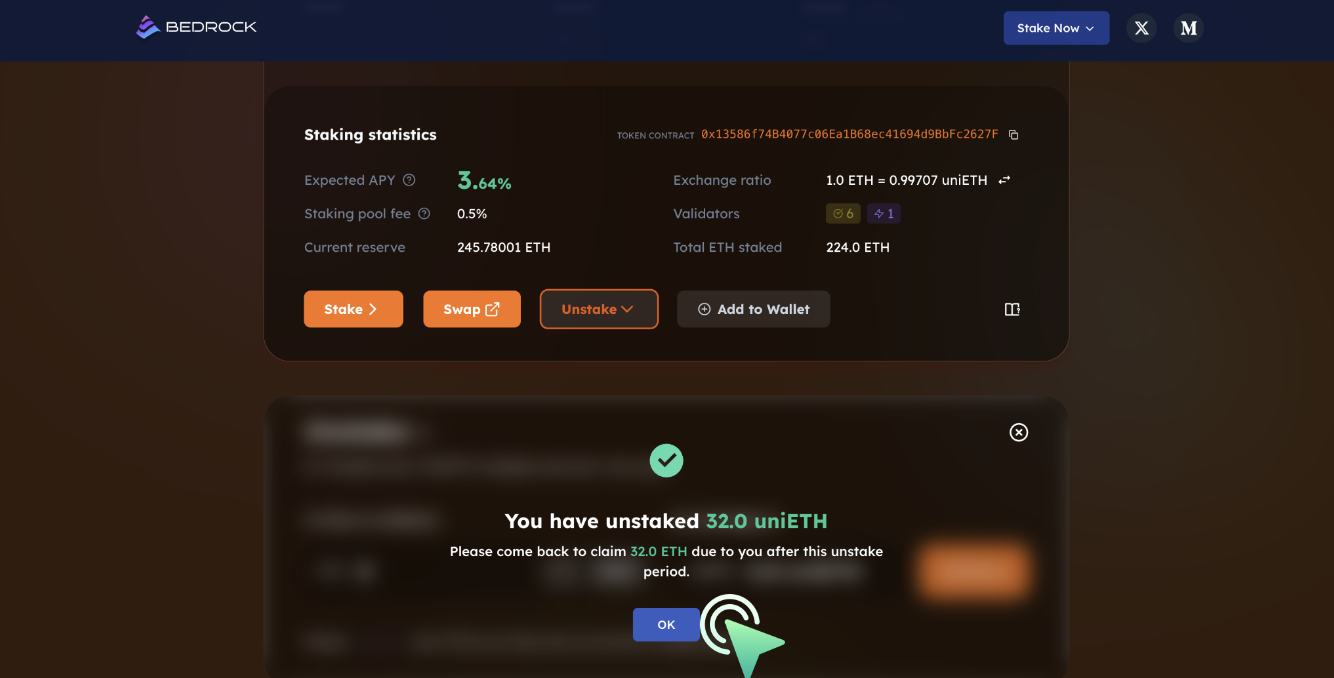 BEDROCK
Stake Now
Staking statistics
TOKEN CONTRACT 0x13586f74B4077c06Ea1B68ec41694d9BbFc2627F
Expected APY 3.64%
Exchange ratio 1.0 ETH = 0.99707 uniETH
Staking pool fee 0.5%
Validators 6 1
Current reserve 245.78001 ETH
Total ETH staked 224.0 ETH
Stake
Swap
Unstake
Add to Wallet
You have unstaked 32.0 uniETH
Please come back to claim 32.0 ETH due to you after this unstake
period.
OK